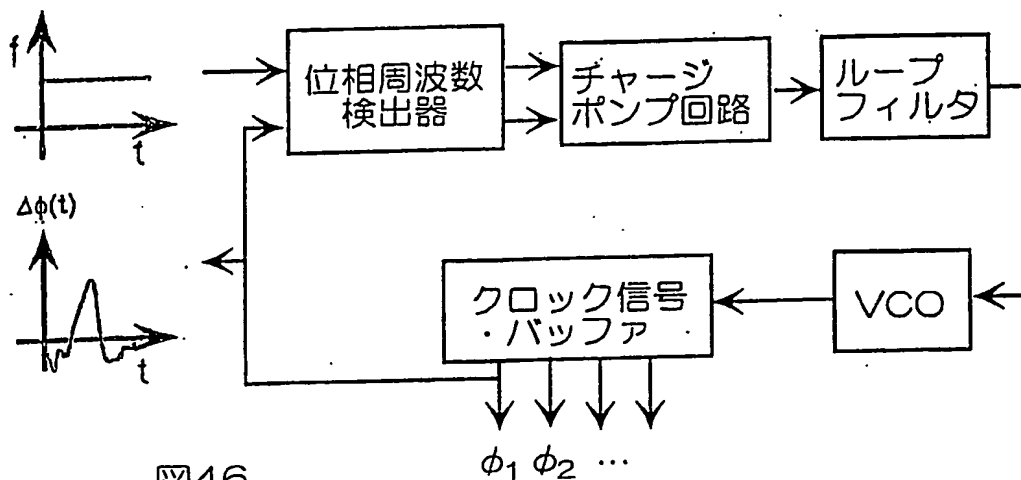 f
t
位相周波数
検出器
チャージ
ポンプ回路
ループ
フィルタ
Δϕ(t)
t
クロック信号
・バッファ
VCO
ϕ1 ϕ2 …
図46